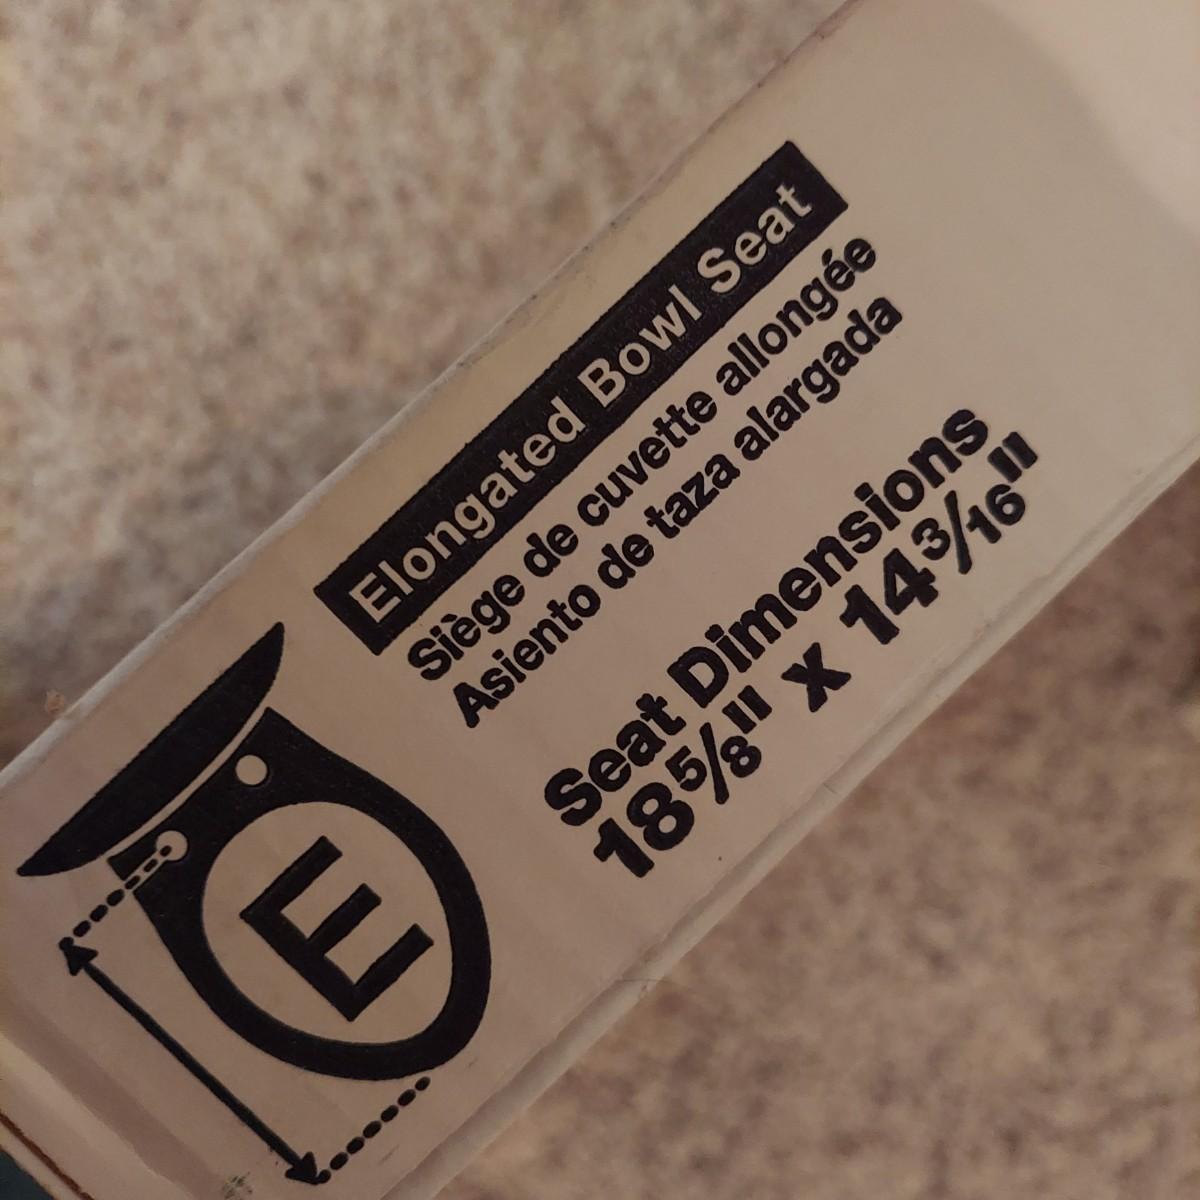 Elongated Bowl Seat
Siège de cuvette allongée
Asiento de taza alargada
Seat Dimensions
18 5/8" x 14 3/16"
E